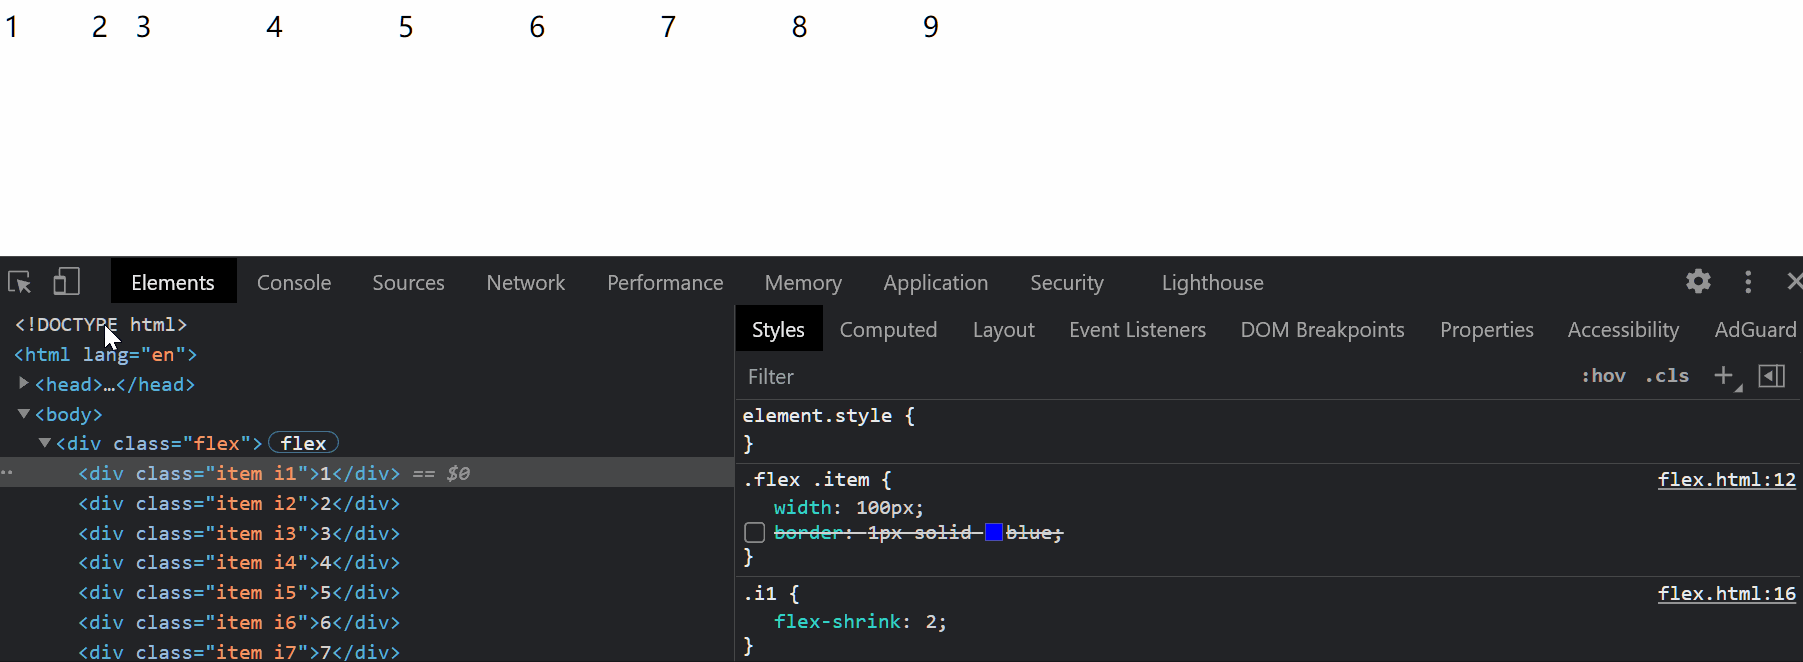 1 2 3 4 5 6 7 8 9
Elements Console Sources Network Performance Memory Application Security Lighthouse
<!DOCTYPE html>
<html lang="en">
<head>…</head>
<body>
<div class="flex"> flex
<div class="item i1">1</div> == $0
<div class="item i2">2</div>
<div class="item i3">3</div>
<div class="item i4">4</div>
<div class="item i5">5</div>
<div class="item i6">6</div>
<div class="item i7">7</div>
Styles Computed Layout Event Listeners DOM Breakpoints Properties Accessibility AdGuard
Filter :hov .cls
element.style {
}
.flex .item { flex.html:12
width: 100px;
border: 1px solid blue;
}
.i1 { flex.html:16
flex-shrink: 2;
}